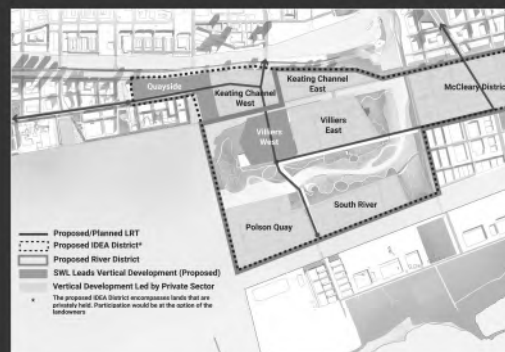 Quayside
Keating Channel
West
Keating Channel
East
McCleary District
Villiers
West
Villiers
East
Polson Quay
South River
Proposed/Planned LRT
Proposed IDEA District*
Proposed River District
SWL Leads Vertical Development (Proposed)
Vertical Development Led by Private Sector
* The proposed IDEA District encompasses lands that are
privately held. Participation would be at the option of the
landowners